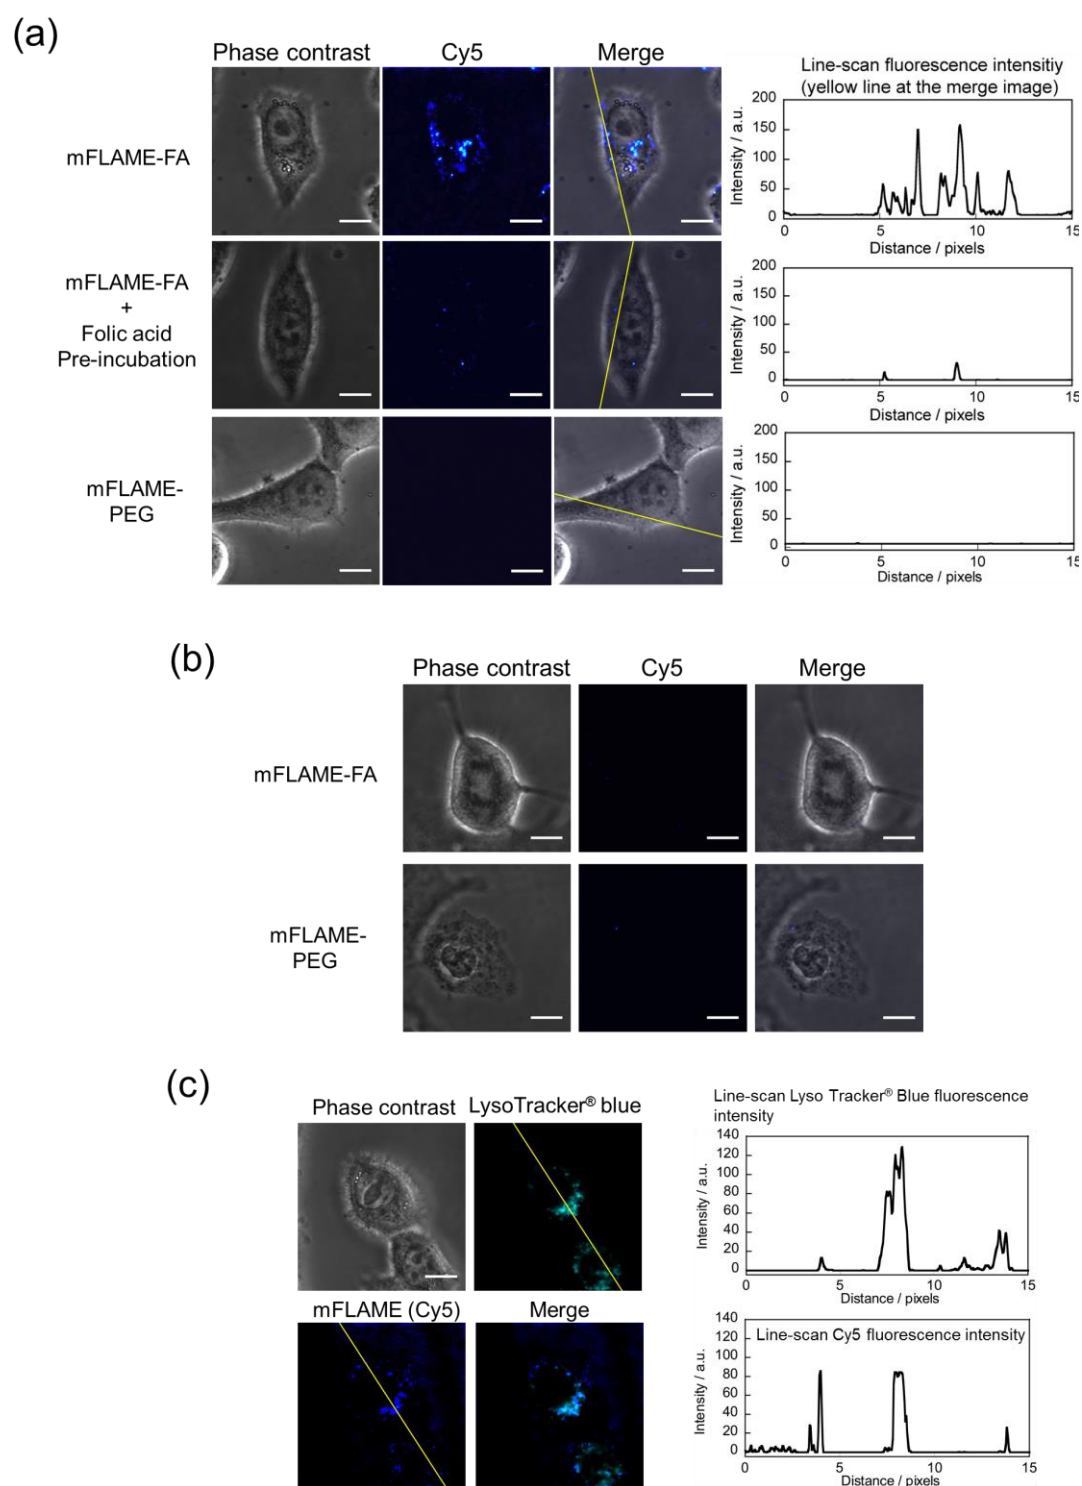 (a)
Phase contrast Cy5 Merge
Line-scan fluorescence intensitiy
(yellow line at the merge image)
mFLAME-FA
Intensity / a.u.
200
150
100
50
0
0 5 10 15
Distance / pixels
mFLAME-FA
+
Folic acid
Pre-incubation
Intensity / a.u.
200
150
100
50
0
0 5 10 15
Distance / pixels
mFLAME-
PEG
Intensity / a.u.
200
150
100
50
0
0 5 10 15
Distance / pixels
(b)
Phase contrast Cy5 Merge
mFLAME-FA
mFLAME-
PEG
(c)
Phase contrast LysoTracker® blue
Line-scan Lyso Tracker® Blue fluorescence
intensity
Intensity / a.u.
140
120
100
80
60
40
20
0
0 5 10 15
Distance / pixels
mFLAME (Cy5) Merge
Line-scan Cy5 fluorescence intensity
Intensity / a.u.
140
120
100
80
60
40
20
0
0 5 10 15
Distance / pixels